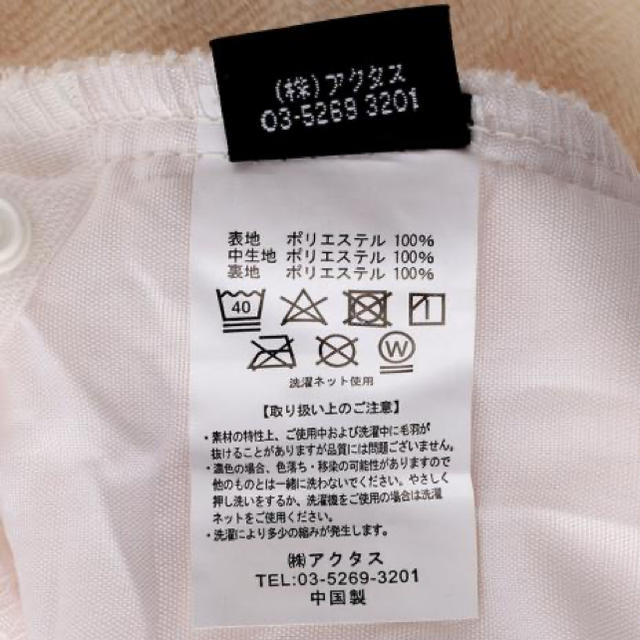 (株)アクタス
03-5269 3201
表地 ポリエステル 100%
中生地 ポリエステル 100%
裏地 ポリエステル 100%
40
W
洗濯ネット使用
【取り扱い上のご注意】
・素材の特性上、ご使用中および洗濯中に毛羽が
抜けることがありますが品質には問題ございません。
・濃色の場合、色落ち・移染の可能性がありますので
他のものとは一緒に洗わないでください。やさしく
押し洗いをするか、洗濯機をご使用の場合は洗濯
ネットをご使用ください。
・洗濯により多少の縮みが発生します。
(株)アクタス
TEL:03-5269-3201
中国製